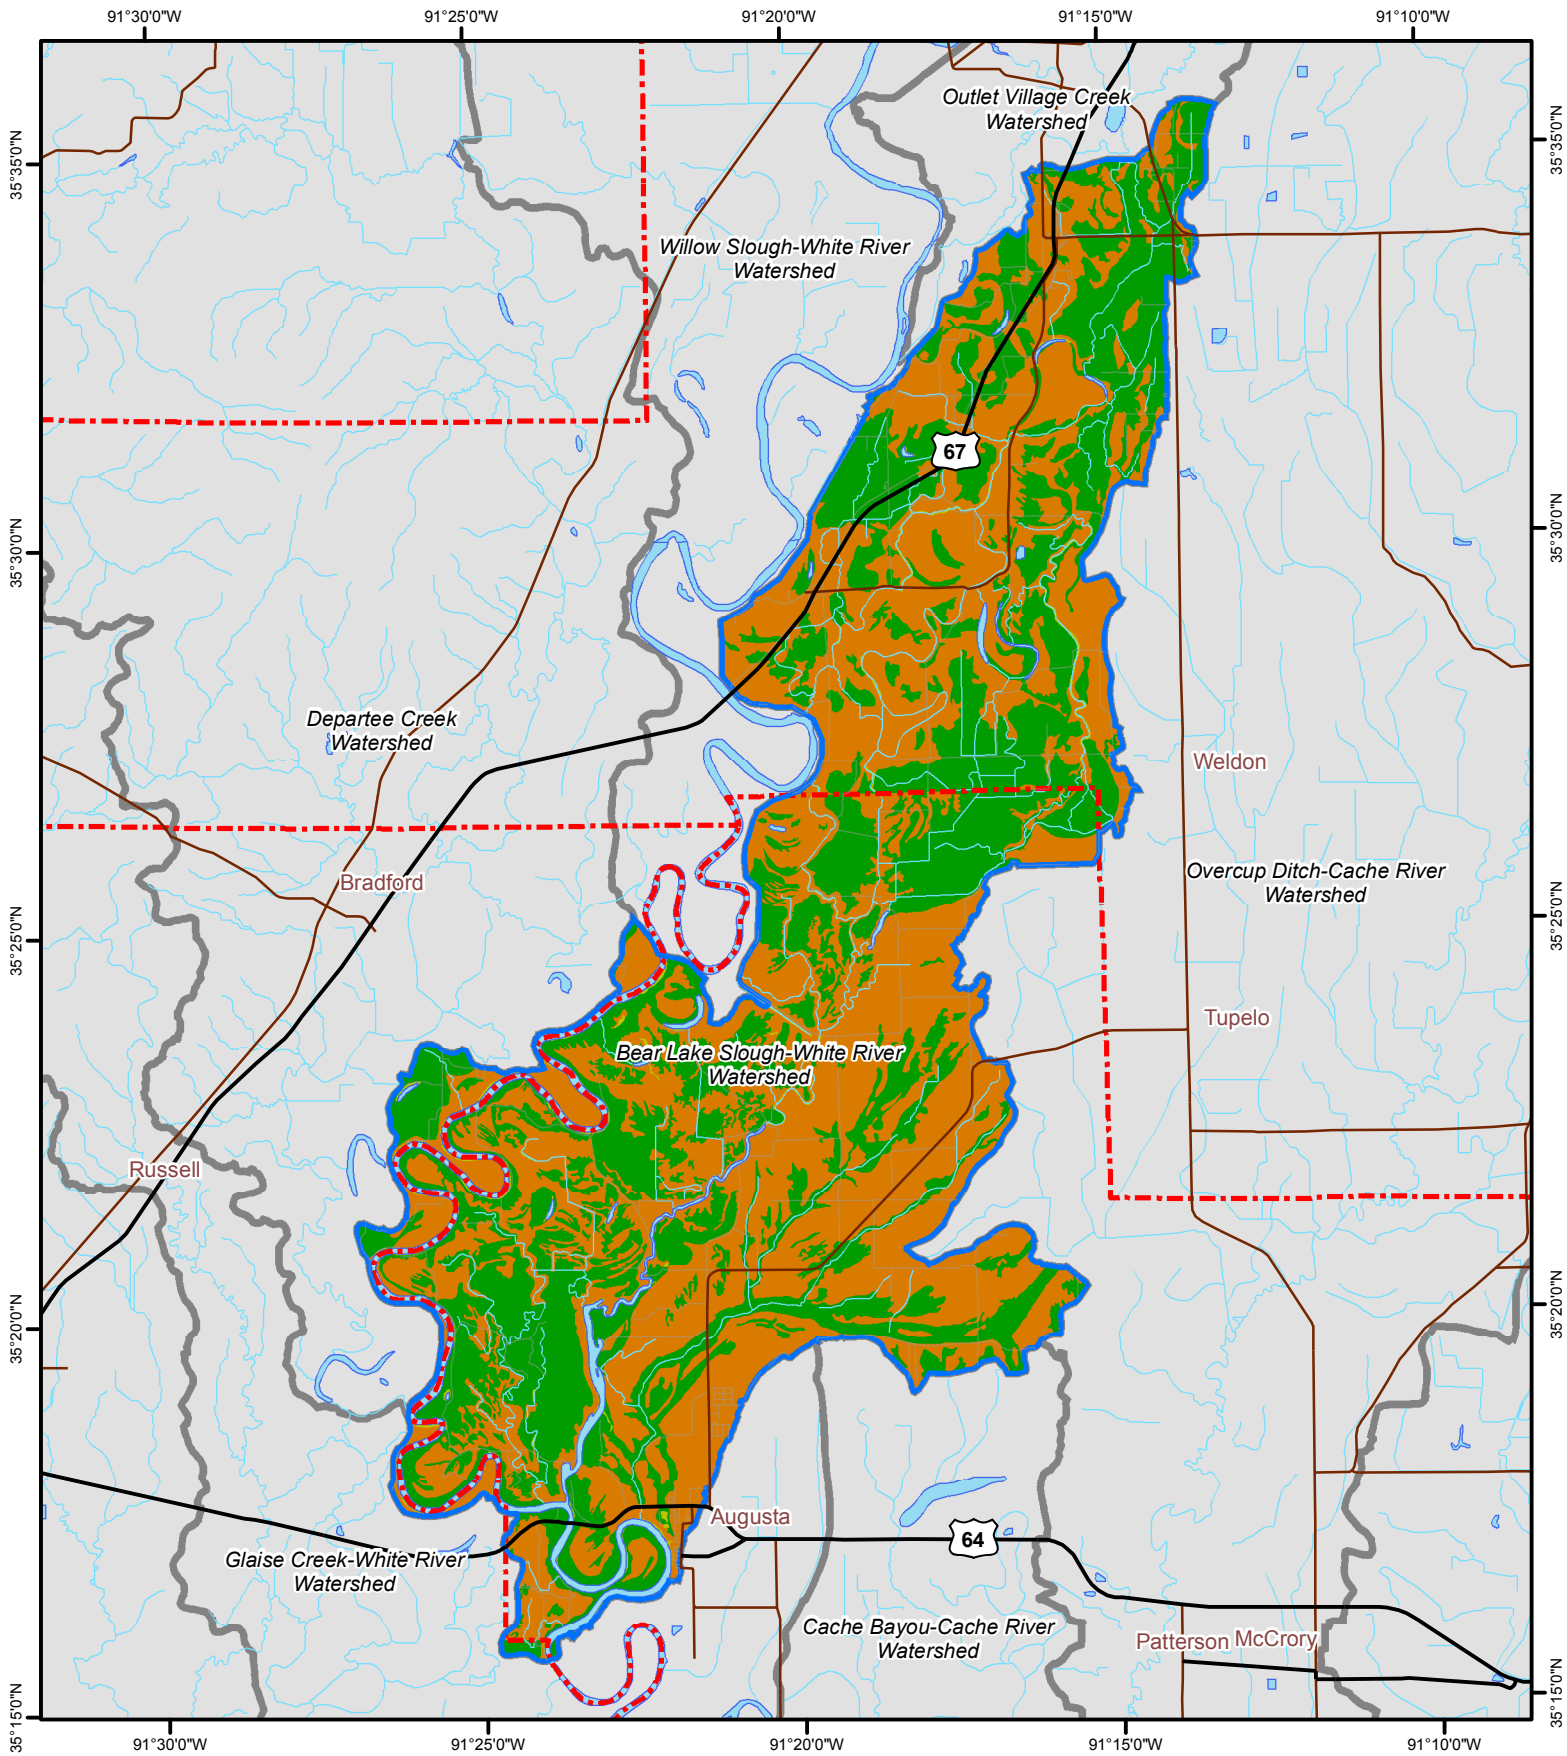 91°30'0"W 91°25'0"W 91°20'0"W 91°15'0"W 91°10'0"W
Outlet Village Creek
Watershed
35°35'0"N
35°35'0"N
Willow Slough-White River
Watershed
67
35°30'0"N
35°30'0"N
Departee Creek
Watershed
Weldon
Bradford
Overcup Ditch-Cache River
Watershed
35°25'0"N
35°25'0"N
Tupelo
Bear Lake Slough-White River
Watershed
Russell
35°20'0"N
35°20'0"N
Augusta
64
Glaise Creek-White River
Watershed
Cache Bayou-Cache River
Watershed
Patterson McCrory
35°15'0"N
35°15'0"N
91°30'0"W 91°25'0"W 91°20'0"W 91°15'0"W 91°10'0"W